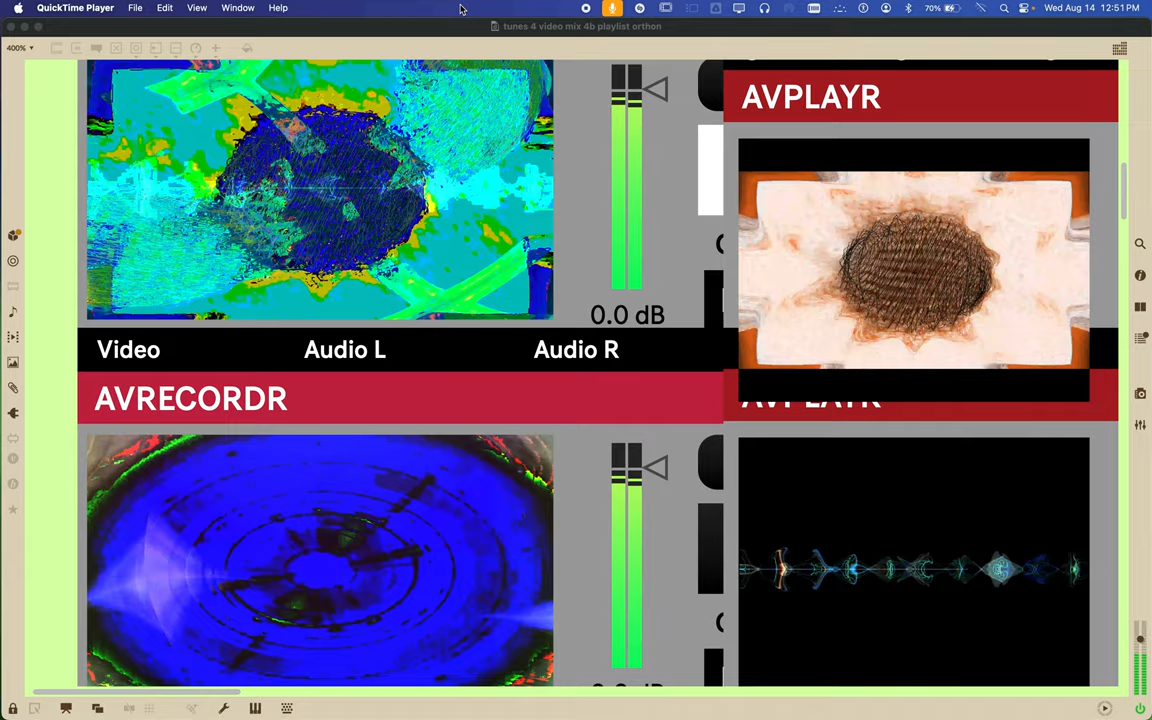 QuickTime Player File Edit View Window Help 70% Wed Aug 14 12:51 PM
tunes 4 video mix 4b playlist orthon
400%
AVPLAYR
0.0 dB
Video Audio L Audio R
AVRECORDR
AVPLAYR